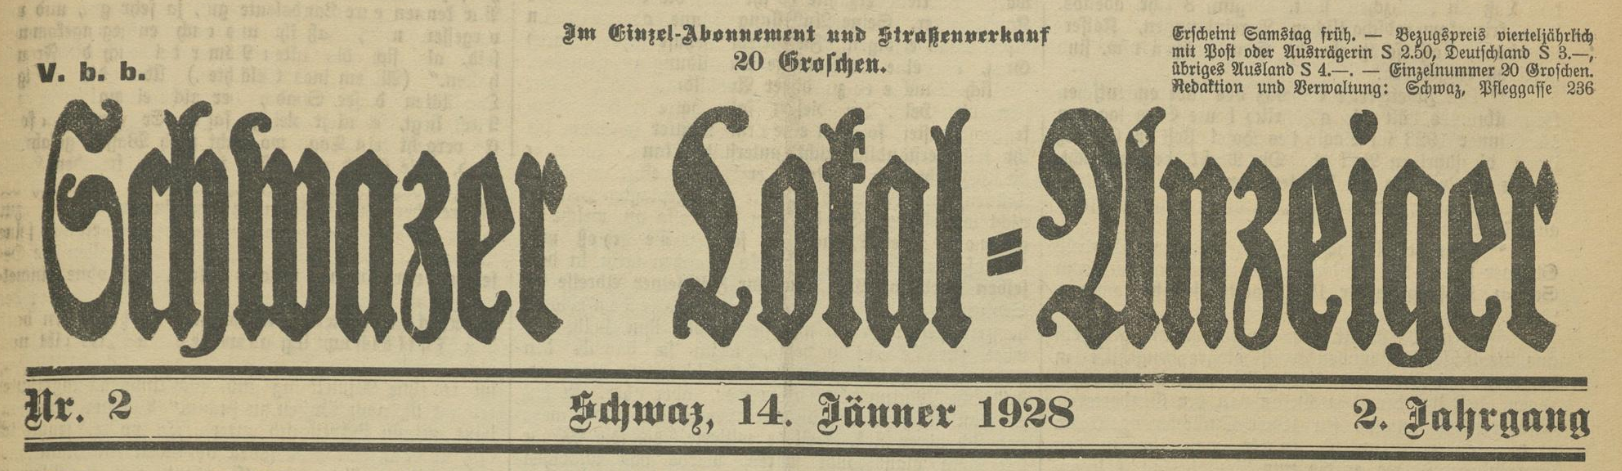 Im Einzel-Abonnement und Straßenverkauf
20 Groschen.
V. b. b.
Erscheint Samstag früh. — Bezugspreis vierteljährlich
mit Post oder Austrägerin S 2.50, Deutschland S 3.—,
übriges Ausland S 4.—. — Einzelnummer 20 Groschen.
Redaktion und Verwaltung: Schwaz, Pfleggasse 236
Schwazer Lokal=Anzeiger
Nr. 2 Schwaz, 14. Jänner 1928 2. Jahrgang